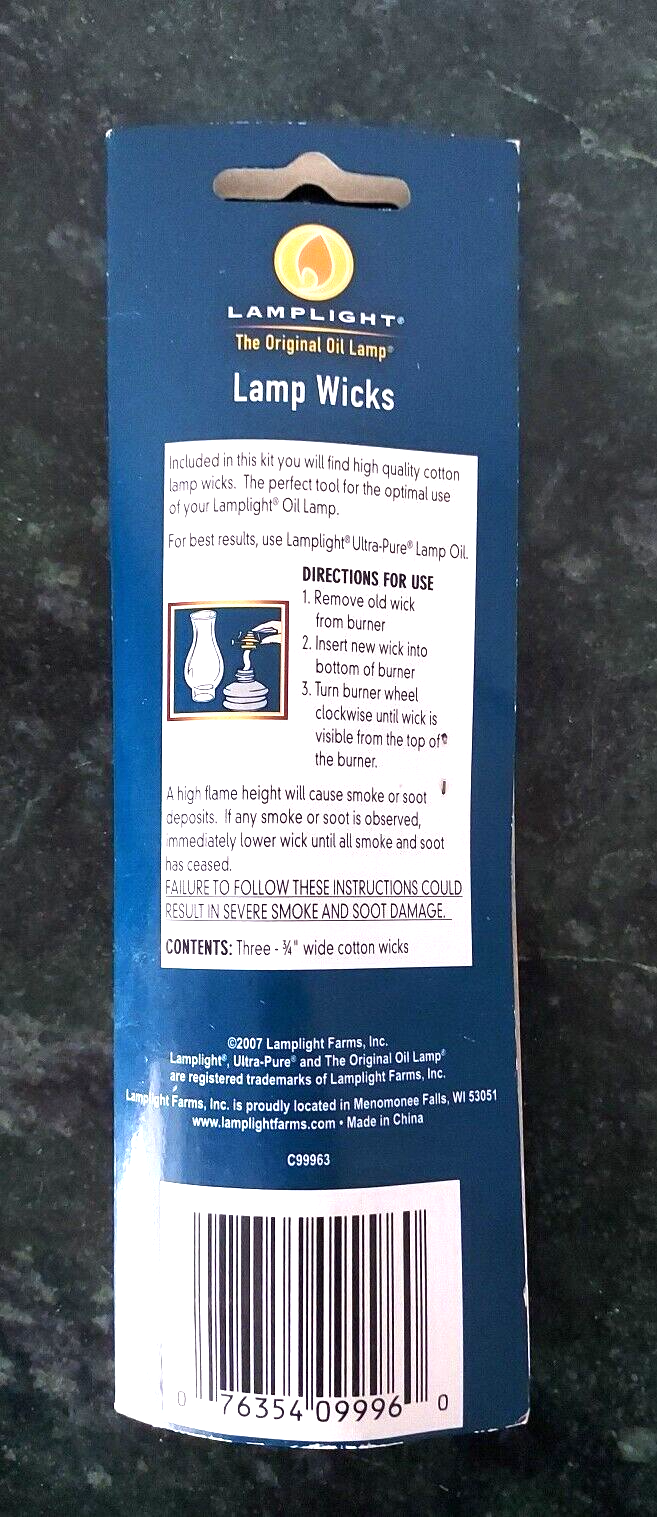 LAMPLIGHT®
The Original Oil Lamp®
Lamp Wicks
Included in this kit you will find high quality cotton
lamp wicks. The perfect tool for the optimal use
of your Lamplight® Oil Lamp.
For best results, use Lamplight® Ultra-Pure® Lamp Oil.
DIRECTIONS FOR USE
1. Remove old wick
from burner
2. Insert new wick into
bottom of burner
3. Turn burner wheel
clockwise until wick is
visible from the top of
the burner.
A high flame height will cause smoke or soot
deposits. If any smoke or soot is observed,
immediately lower wick until all smoke and soot
has ceased.
FAILURE TO FOLLOW THESE INSTRUCTIONS COULD
RESULT IN SEVERE SMOKE AND SOOT DAMAGE.
CONTENTS: Three - ¾" wide cotton wicks
©2007 Lamplight Farms, Inc.
Lamplight®, Ultra-Pure® and The Original Oil Lamp®
are registered trademarks of Lamplight Farms, Inc.
Lamplight Farms, Inc. is proudly located in Menomonee Falls, WI 53051
www.lamplightfarms.com • Made in China
C99963
0 76354 09996 0